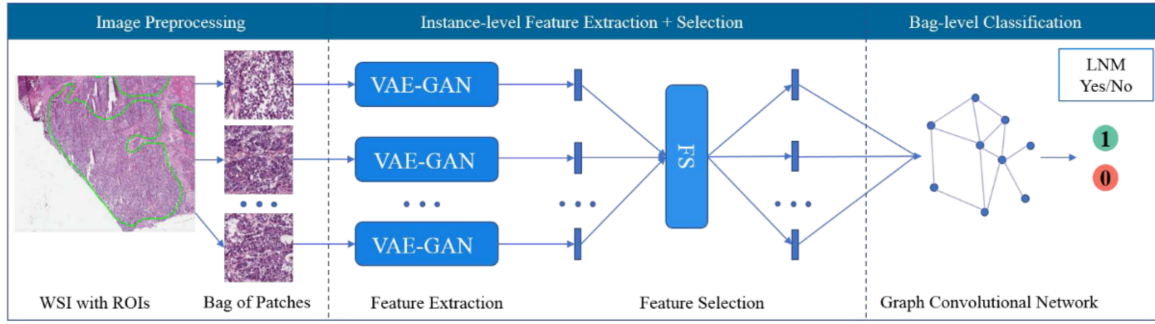 Image Preprocessing
Instance-level Feature Extraction + Selection
Bag-level Classification
LNM
Yes/No
VAE-GAN
VAE-GAN
VAE-GAN
FS
1
0
WSI with ROIs
Bag of Patches
Feature Extraction
Feature Selection
Graph Convolutional Network